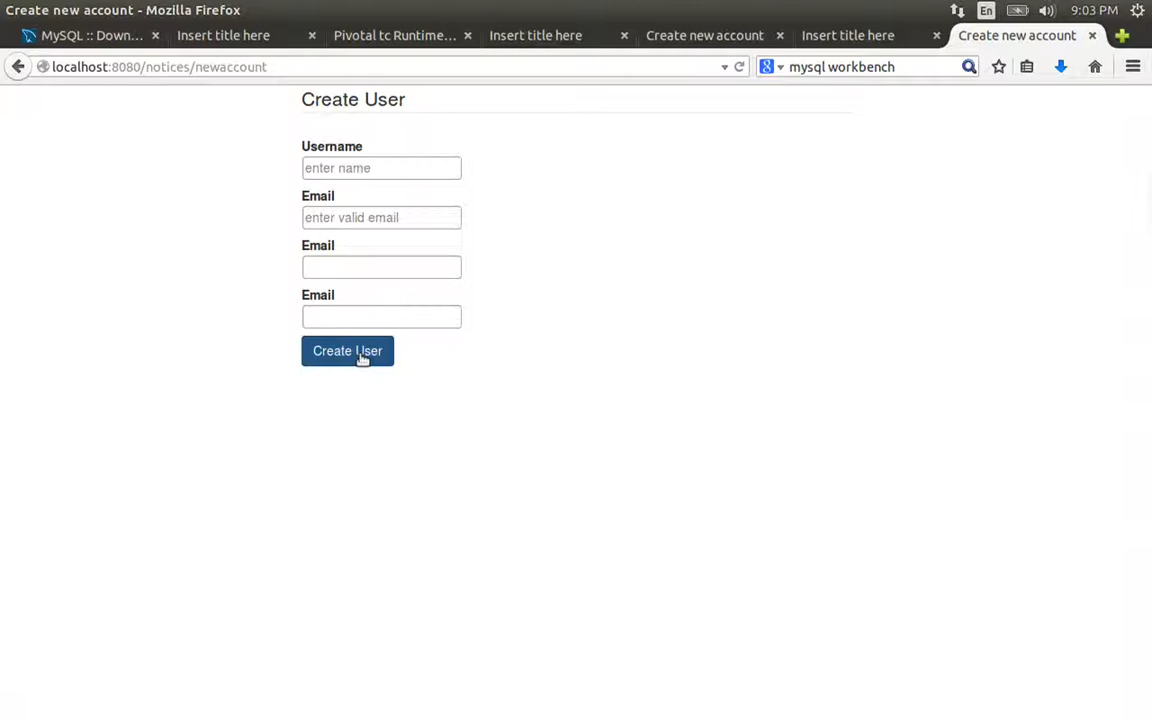 Create new account - Mozilla Firefox
En
9:03 PM
MySQL :: Down...
Insert title here
Pivotal tc Runtime...
Insert title here
Create new account
Insert title here
Create new account
localhost:8080/notices/newaccount
mysql workbench
Create User
Username
enter name
Email
enter valid email
Email
Email
Create User